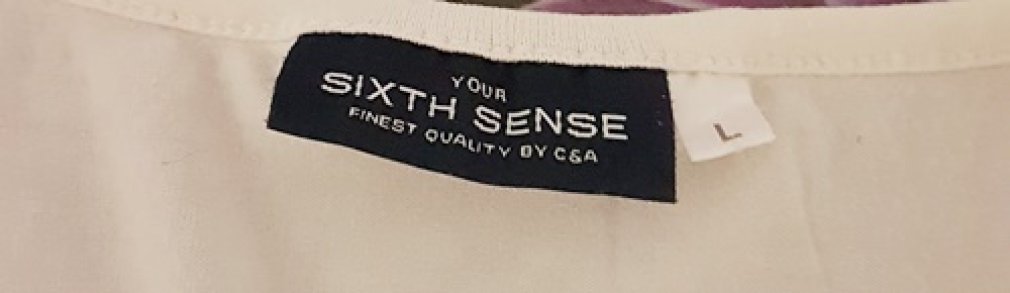 YOUR
SIXTH SENSE
FINEST QUALITY BY C&A
L